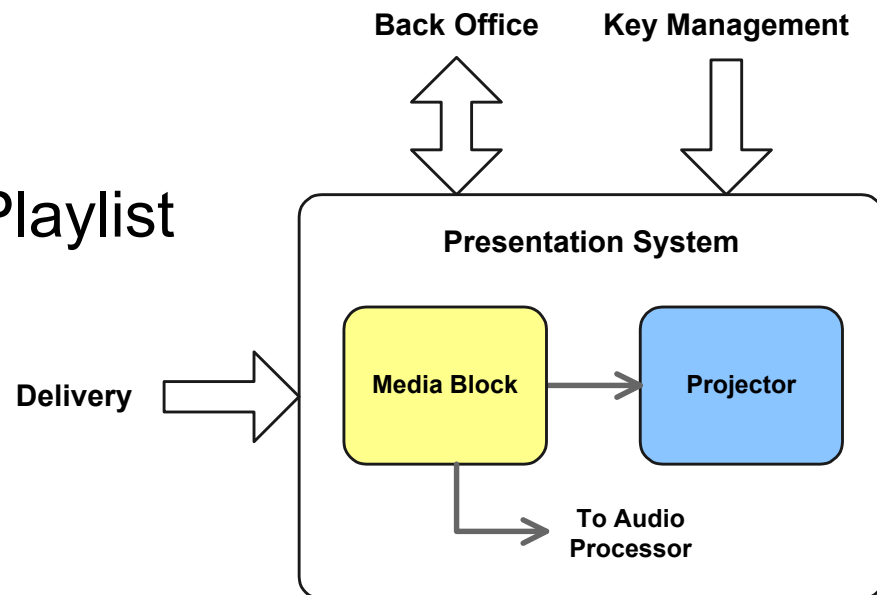 Back Office
Key Management
Playlist
Presentation System
Delivery
Media Block
Projector
To Audio
Processor